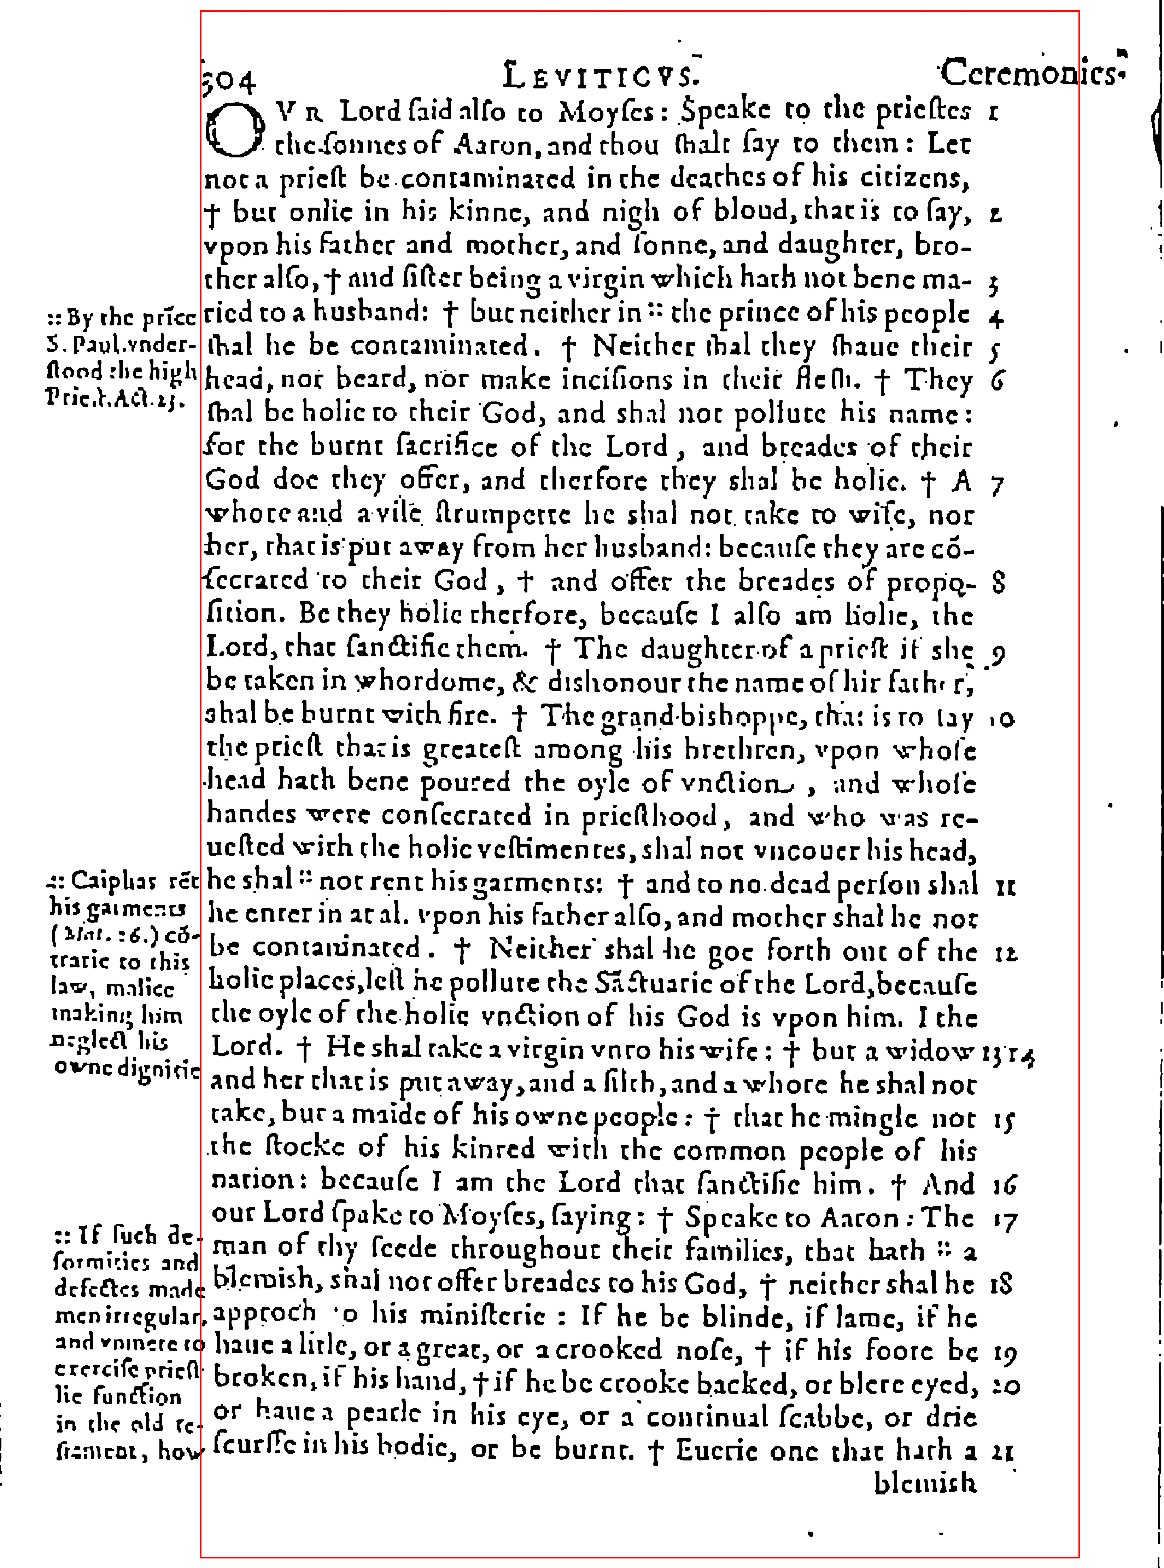 304 LEVITICVS. Ceremonies.
OVR Lord ſaid alſo to Moyſes: Speake to the prieſtes 1
the ſonnes of Aaron, and thou ſhalt ſay to them: Let
not a prieſt be contaminated in the deathes of his citizens,
† but onlie in his kinne, and nigh of bloud, that is to ſay, 2
vpon his father and mother, and ſonne, and daughter, bro-
ther alſo, † and ſiſter being a virgin which hath not bene ma- 3
ried to a husband: † but neither in :: the prince of his people 4
ſhal he be contaminated. † Neither ſhal they ſhaue their 5
head, nor beard, nor make inciſions in their fleſh. † They 6
ſhal be holie to their God, and shal not pollute his name:
for the burnt ſacrifice of the Lord, and breades of their
God doe they offer, and therfore they shal be holie. † A 7
whore and a vile ſtrumpette he shal not take to wife, nor
her, that is put away from her husband: becauſe they are cõ-
ſecrated to their God, † and offer the breades of propo- 8
ſition. Be they holie therfore, becauſe I alſo am holie, the
Lord, that ſanctifie them. † The daughter of a prieſt if she 9
be taken in whordome, & dishonour the name of hir father,
shal be burnt with fire. † The grand bishoppe, that is to ſay 10
the prieſt that is greateſt among his brethren, vpon whoſe
head hath bene poured the oyle of vnction, and whoſe
handes were conſecrated in prieſthood, and who was re-
ueſted with the holie veſtimentes, shal not vncouer his head,
he shal :: not rent his garments: † and to no dead perſon shal 11
he enter in at al. vpon his father alſo, and mother shal he not
be contaminated. † Neither shal he goe forth out of the 12
holie places, leſt he pollute the Sãctuarie of the Lord, becauſe
the oyle of the holie vnction of his God is vpon him. I the
Lord. † He shal take a virgin vnto his wife: † but a widow 13 14
and her that is put away, and a filth, and a whore he shal not
take, but a maide of his owne people: † that he mingle not 15
the ſtocke of his kinred with the common people of his
nation: becauſe I am the Lord that ſanctifie him. † And 16
our Lord ſpake to Moyſes, ſaying: † Speake to Aaron: The 17
man of thy ſeede throughout their families, that hath :: a
blemish, shal not offer breades to his God, † neither shal he 18
approch to his miniſterie: If he be blinde, if lame, if he
haue a litle, or a great, or a crooked noſe, † if his foote be 19
broken, if his hand, † if he be crooke backed, or blere eyed, 20
or haue a pearle in his eye, or a continual ſcabbe, or drie
ſcurffe in his bodie, or be burnt. † Euerie one that hath a 21
blemish
:: By the prĩce
S. Paul vnder-
ſtood the high
Prieſt. Act. 23.
:: Caiphas rẽt
his garments
(Mat. 26.) cõ-
trarie to this
law, malice
making him
neglect his
owne dignitie
:: If ſuch de-
formities and
defectes made
men irregular,
and vnmete to
exerciſe prieſt
lie function
in the old te-
ſtament, how